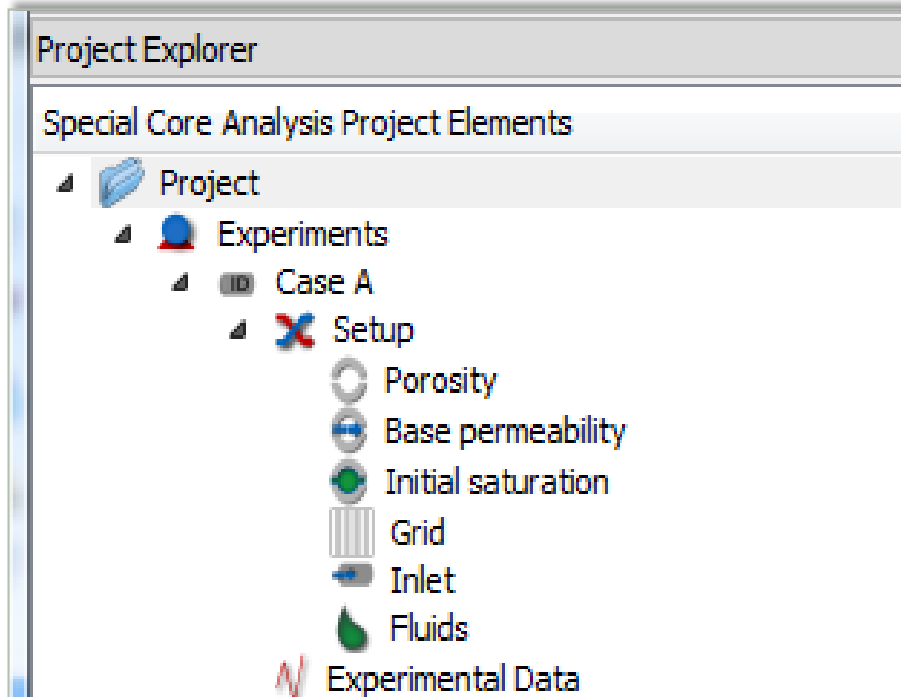 Project Explorer
Special Core Analysis Project Elements
Project
Experiments
ID Case A
Setup
Porosity
Base permeability
Initial saturation
Grid
Inlet
Fluids
Experimental Data